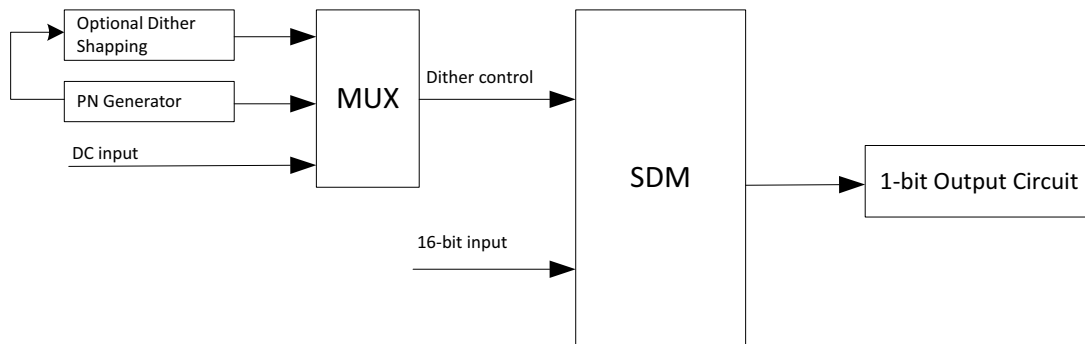 Optional Dither
Shapping
PN Generator
DC input
MUX
Dither control
16-bit input
SDM
1-bit Output Circuit